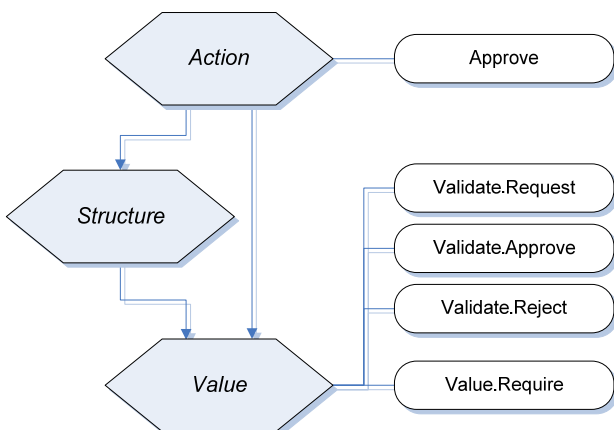 Action
Approve
Structure
Validate.Request
Validate.Approve
Validate.Reject
Value
Value.Require